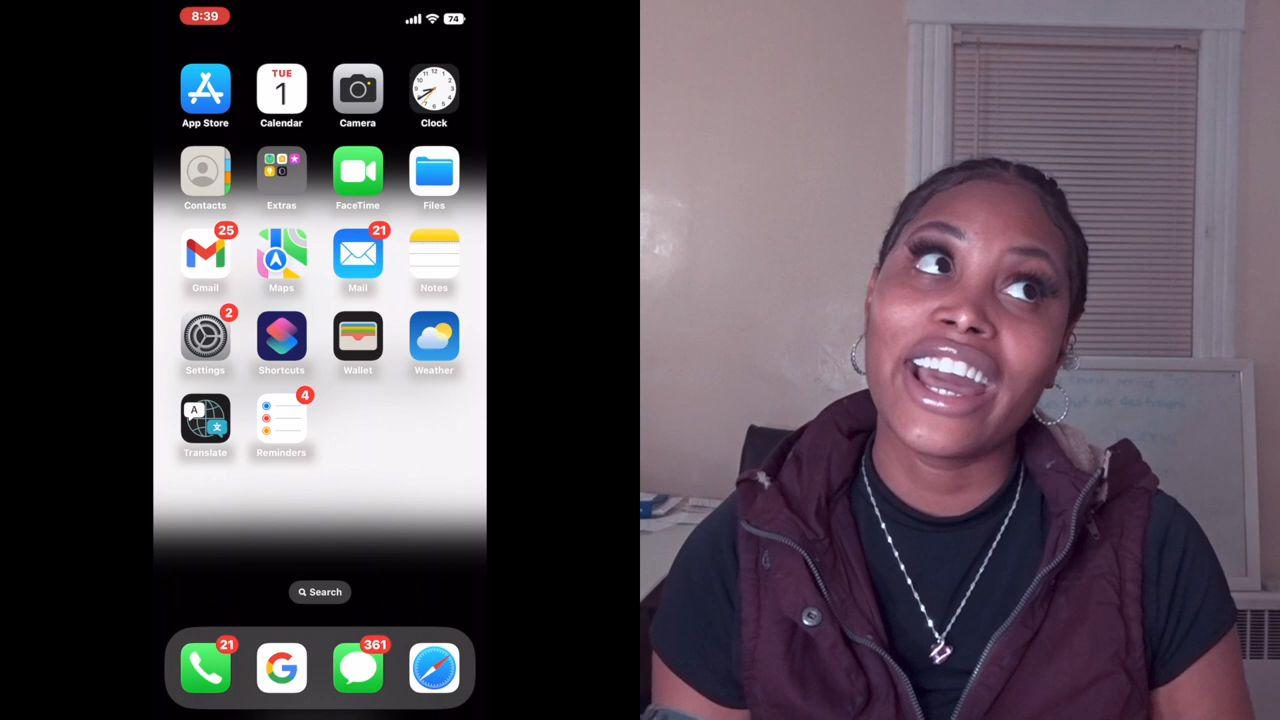 8:39
74
TUE
1
App Store
Calendar
Camera
Clock
Contacts
Extras
FaceTime
Files
25
21
Gmail
Maps
Mail
Notes
2
Settings
Shortcuts
Wallet
Weather
A
文
4
Translate
Reminders
Search
21
361